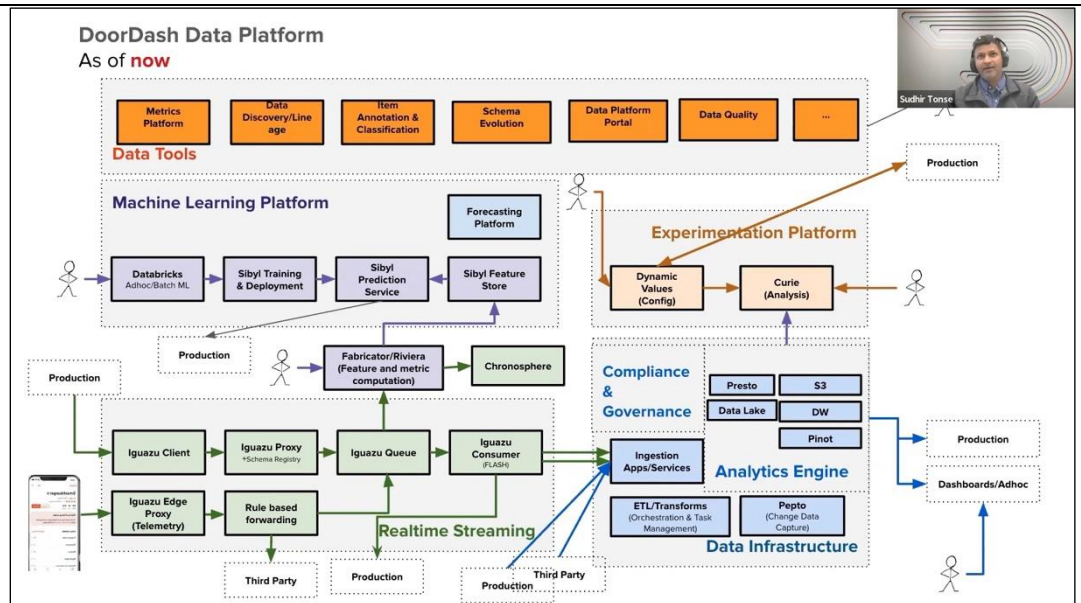 DoorDash Data Platform
As of now
Sudhir Tonse
Metrics
Platform
Data
Discovery/Line
age
Item
Annotation &
Classification
Schema
Evolution
Data Platform
Portal
Data Quality
...
Data Tools
Production
Machine Learning Platform
Forecasting
Platform
Databricks
Adhoc/Batch ML
Sibyl Training
& Deployment
Sibyl
Prediction
Service
Sibyl Feature
Store
Production
Experimentation Platform
Dynamic
Values
(Config)
Curie
(Analysis)
Production
Fabricator/Riviera
(Feature and metric
computation)
Chronosphere
Compliance
&
Governance
Presto
S3
Data Lake
DW
Pinot
Analytics Engine
Production
Dashboards/Adhoc
Iguazu Client
Iguazu Proxy
+Schema Registry
Iguazu Queue
Iguazu
Consumer
(FLASH)
Ingestion
Apps/Services
Iguazu Edge
Proxy
(Telemetry)
Rule based
forwarding
Realtime Streaming
ETL/Transforms
(Orchestration & Task
Management)
Pepto
(Change Data
Capture)
Data Infrastructure
Third Party
Production
Production
Third Party